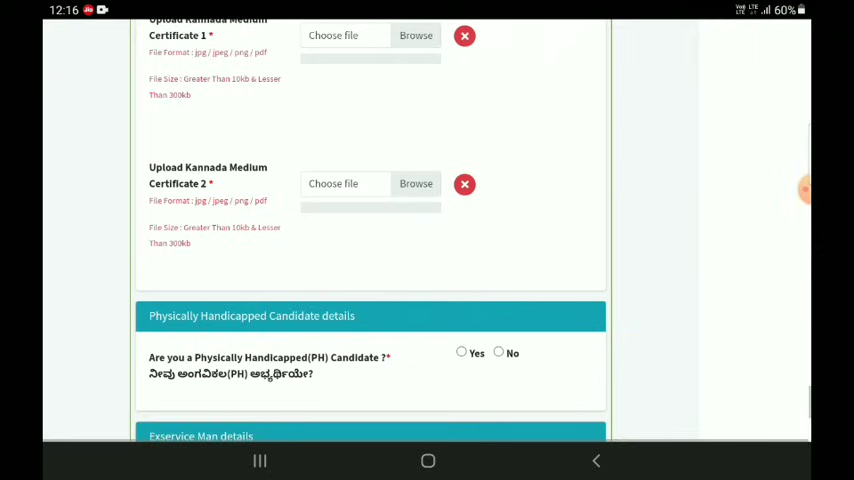 12:16 Jio 60%
Upload Kannada Medium
Certificate 1 *
Choose file Browse
File Format : jpg / jpeg / png / pdf
File Size : Greater Than 10kb & Lesser
Than 300kb
Upload Kannada Medium
Certificate 2 *
Choose file Browse
File Format : jpg / jpeg / png / pdf
File Size : Greater Than 10kb & Lesser
Than 300kb
Physically Handicapped Candidate details
Are you a Physically Handicapped(PH) Candidate ?*
Yes No
ನೀವು ಅಂಗವಿಕಲ(PH) ಅಭ್ಯರ್ಥಿಯೇ?
Exservice Man details